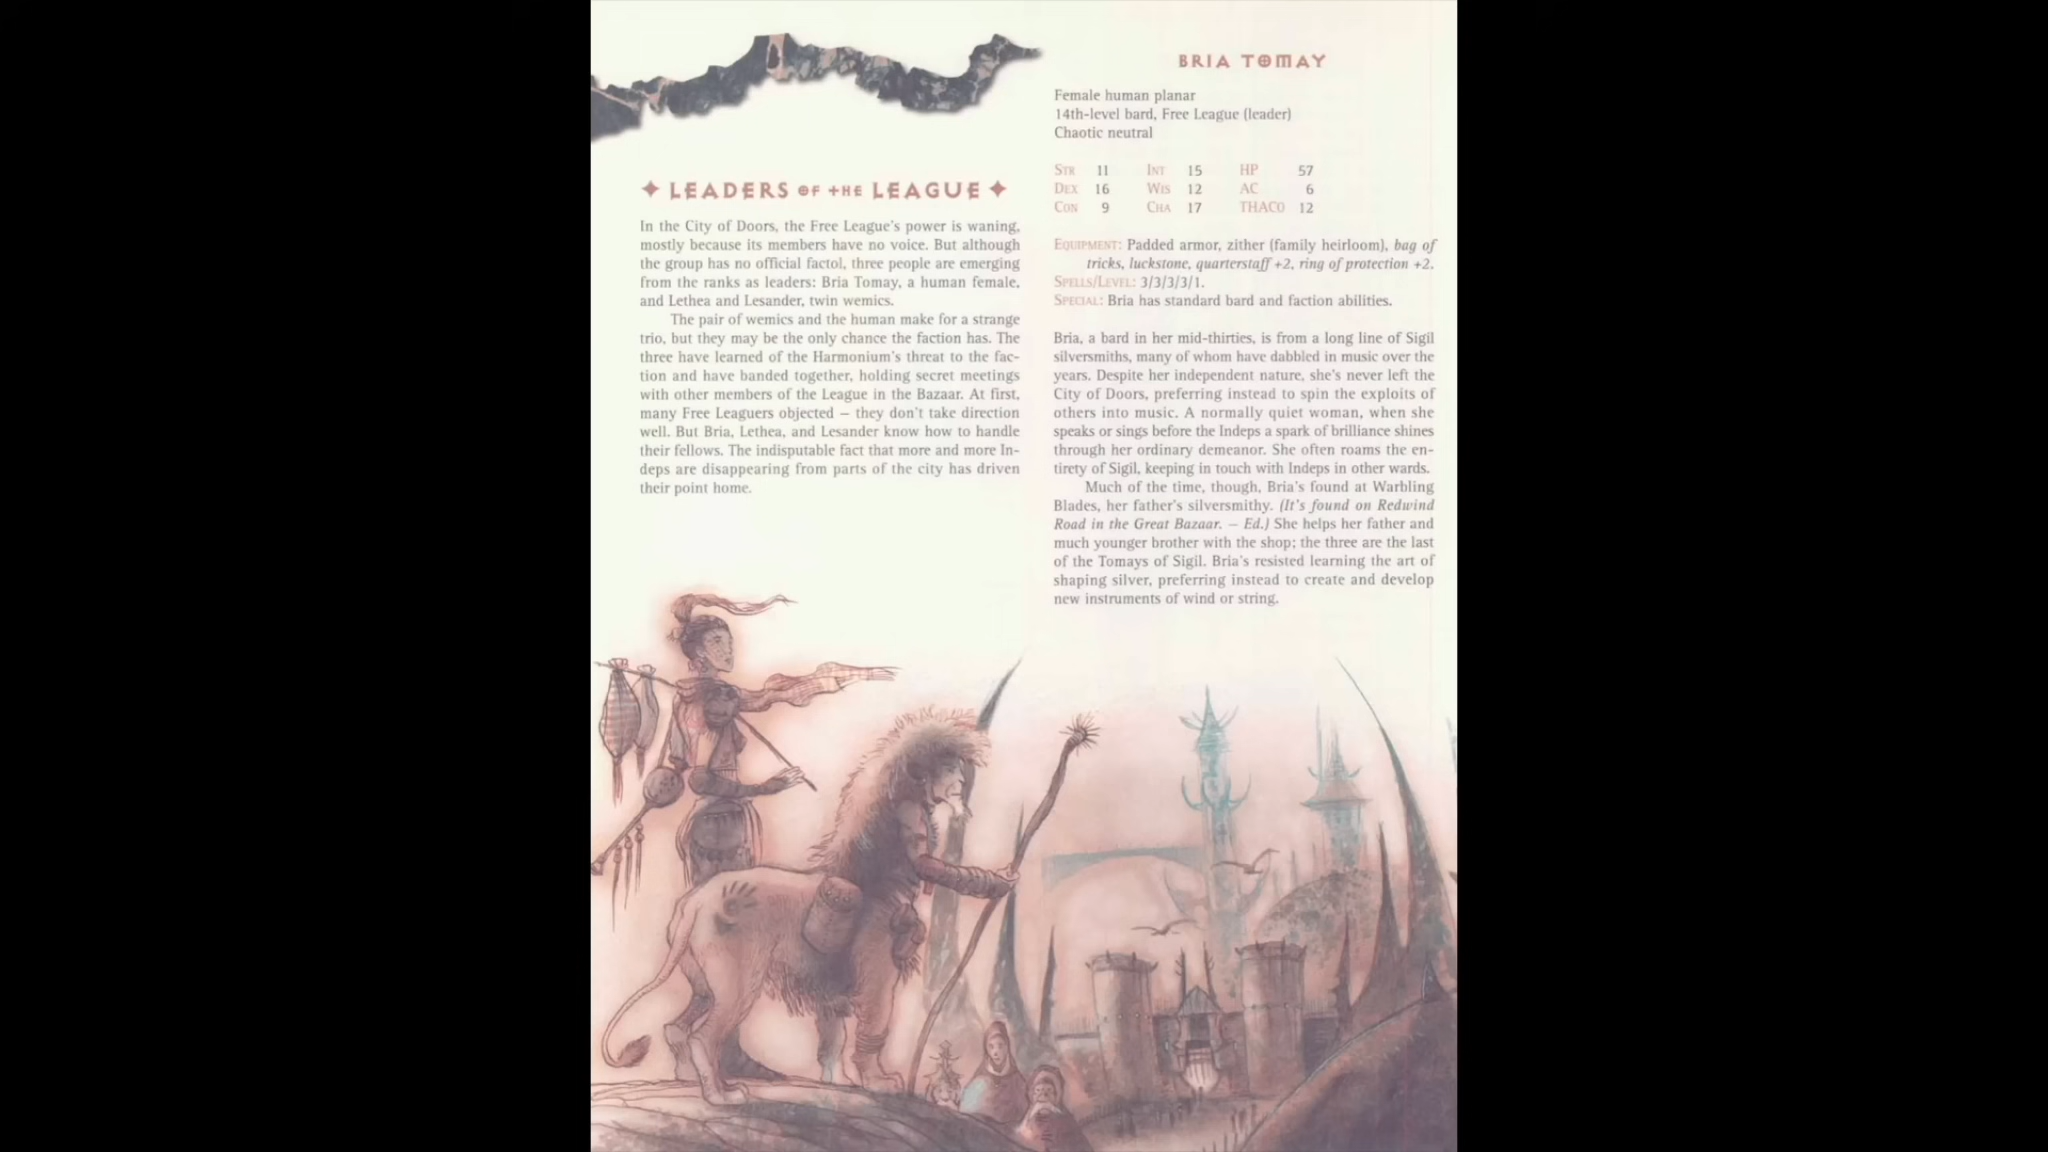 LEADERS OF THE LEAGUE
In the City of Doors, the Free League's power is waning,
mostly because its members have no voice. But although
the group has no official factol, three people are emerging
from the ranks as leaders: Bria Tomay, a human female,
and Lethea and Lesander, twin wemics.
The pair of wemics and the human make for a strange
trio, but they may be the only chance the faction has. The
three have learned of the Harmonium's threat to the fac-
tion and have banded together, holding secret meetings
with other members of the League in the Bazaar. At first,
many Free Leaguers objected — they don't take direction
well. But Bria, Lethea, and Lesander know how to handle
their fellows. The indisputable fact that more and more In-
deps are disappearing from parts of the city has driven
their point home.
BRIA TOMAY
Female human planar
14th-level bard, Free League (leader)
Chaotic neutral
STR 11 INT 15 HP 57
DEX 16 WIS 12 AC 6
CON 9 CHA 17 THAC0 12
EQUIPMENT: Padded armor, zither (family heirloom), bag of
tricks, luckstone, quarterstaff +2, ring of protection +2.
SPELLS/LEVEL: 3/3/3/3/1.
SPECIAL: Bria has standard bard and faction abilities.
Bria, a bard in her mid-thirties, is from a long line of Sigil
silversmiths, many of whom have dabbled in music over the
years. Despite her independent nature, she's never left the
City of Doors, preferring instead to spin the exploits of
others into music. A normally quiet woman, when she
speaks or sings before the Indeps a spark of brilliance shines
through her ordinary demeanor. She often roams the en-
tirety of Sigil, keeping in touch with Indeps in other wards.
Much of the time, though, Bria's found at Warbling
Blades, her father's silversmithy. (It's found on Redwind
Road in the Great Bazaar. — Ed.) She helps her father and
much younger brother with the shop; the three are the last
of the Tomays of Sigil. Bria's resisted learning the art of
shaping silver, preferring instead to create and develop
new instruments of wind or string.